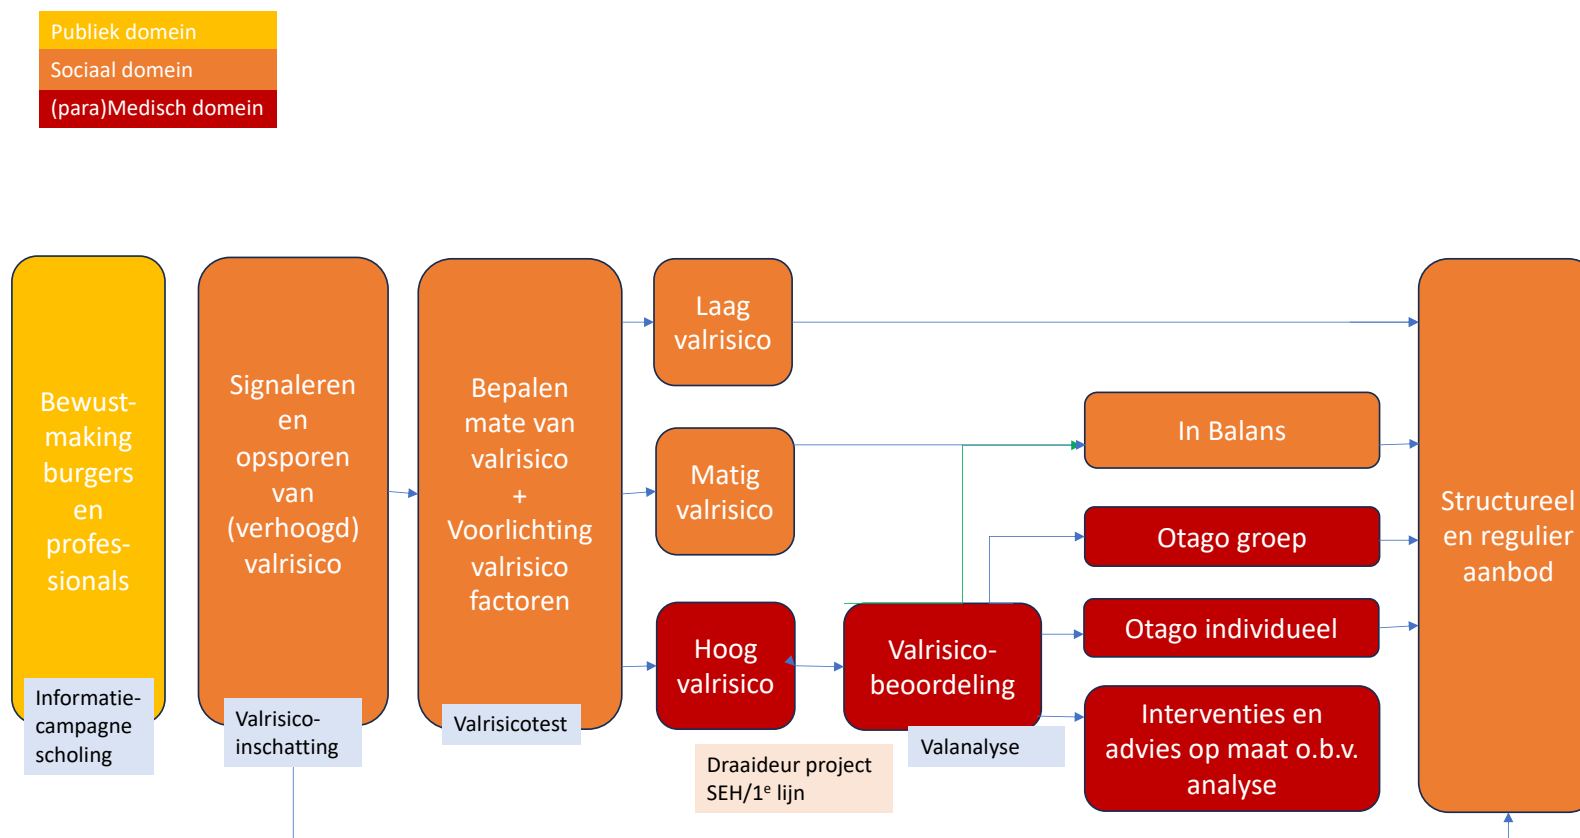 Publiek domein
Sociaal domein
(para)Medisch domein
Bewust-
making
burgers
en
profes-
sionals
Informatie-
campagne
scholing
Signaleren
en
opsporen
van
(verhoogd)
valrisico
Valrisico-
inschatting
Bepalen
mate van
valrisico
+
Voorlichting
valrisico
factoren
Valrisicotest
Laag
valrisico
Matig
valrisico
Hoog
valrisico
Draaideur project
SEH/1e lijn
Valrisico-
beoordeling
Valanalyse
In Balans
Otago groep
Otago individueel
Interventies en
advies op maat o.b.v.
analyse
Structureel
en regulier
aanbod